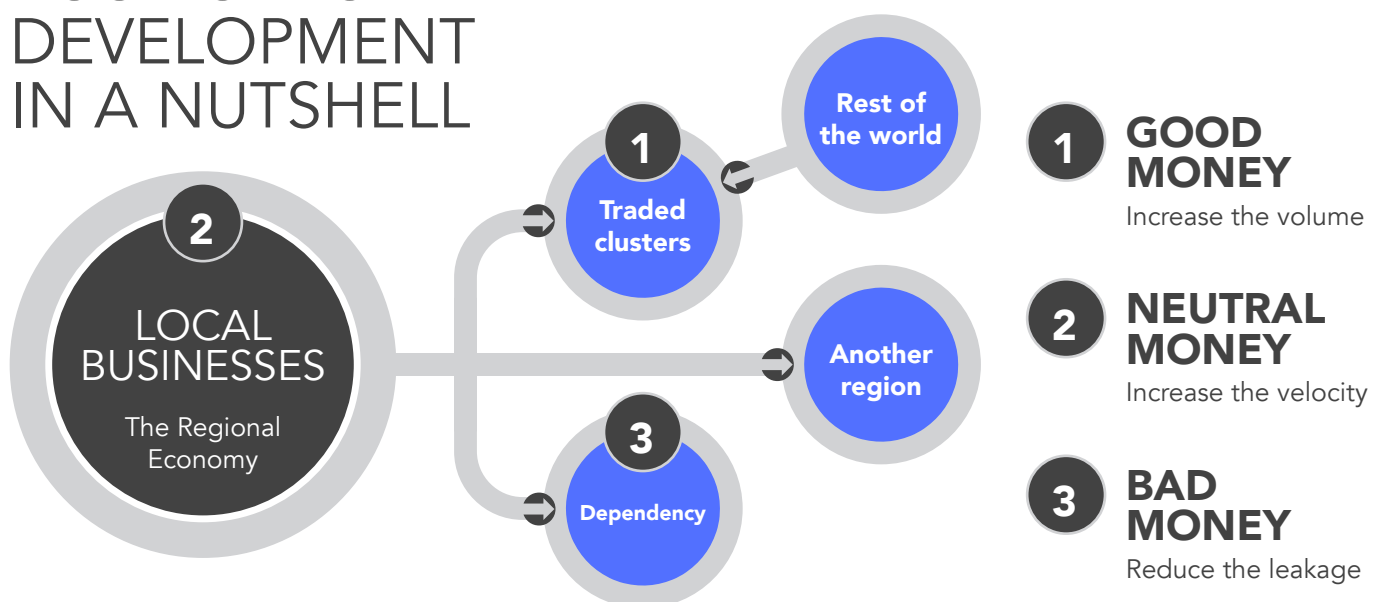 DEVELOPMENT
IN A NUTSHELL
2
LOCAL
BUSINESSES
The Regional
Economy
1
Traded
clusters
Rest of
the world
Another
region
3
Dependency
1
GOOD
MONEY
Increase the volume
2
NEUTRAL
MONEY
Increase the velocity
3
BAD
MONEY
Reduce the leakage